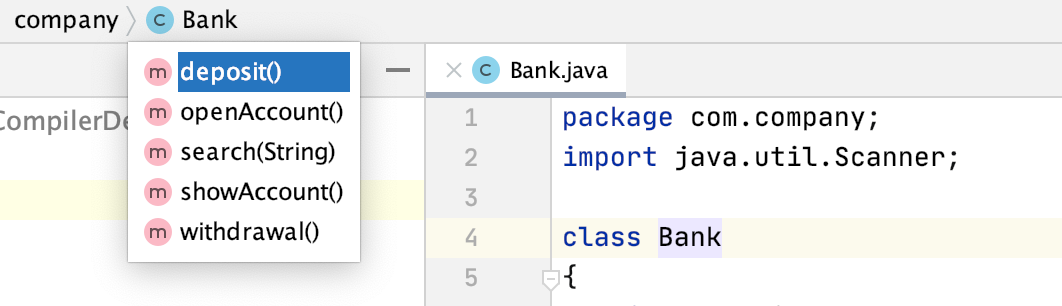 company > C Bank
m deposit()
m openAccount()
m search(String)
m showAccount()
m withdrawal()
CompilerDe
C Bank.java
1 package com.company;
2 import java.util.Scanner;
3
4 class Bank
5 {